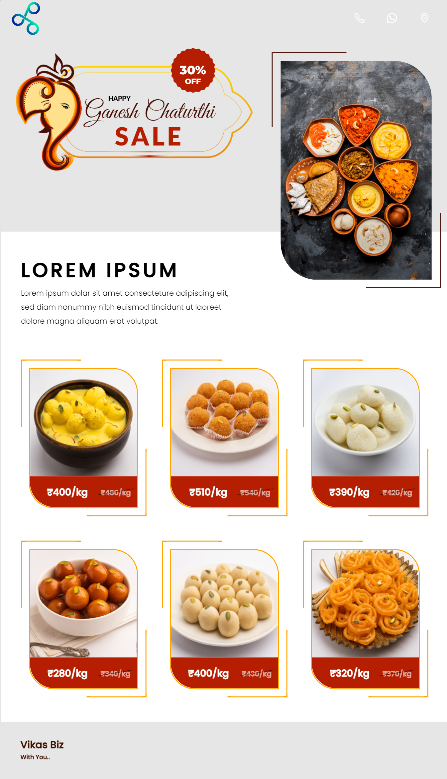 30%
OFF
HAPPY
Ganesh Chaturthi
SALE
LOREM IPSUM
Lorem ipsum dolor sit amet consecteture adipiscing elit,
sed diam nonummy nibh euismod tincidunt ut laoreet
dolore magna aliquam erat volutpat.
₹400/kg ₹450/kg
₹510/kg ₹540/kg
₹390/kg ₹420/kg
₹280/kg ₹340/kg
₹400/kg ₹430/kg
₹320/kg ₹370/kg
Vikas Biz
With You..